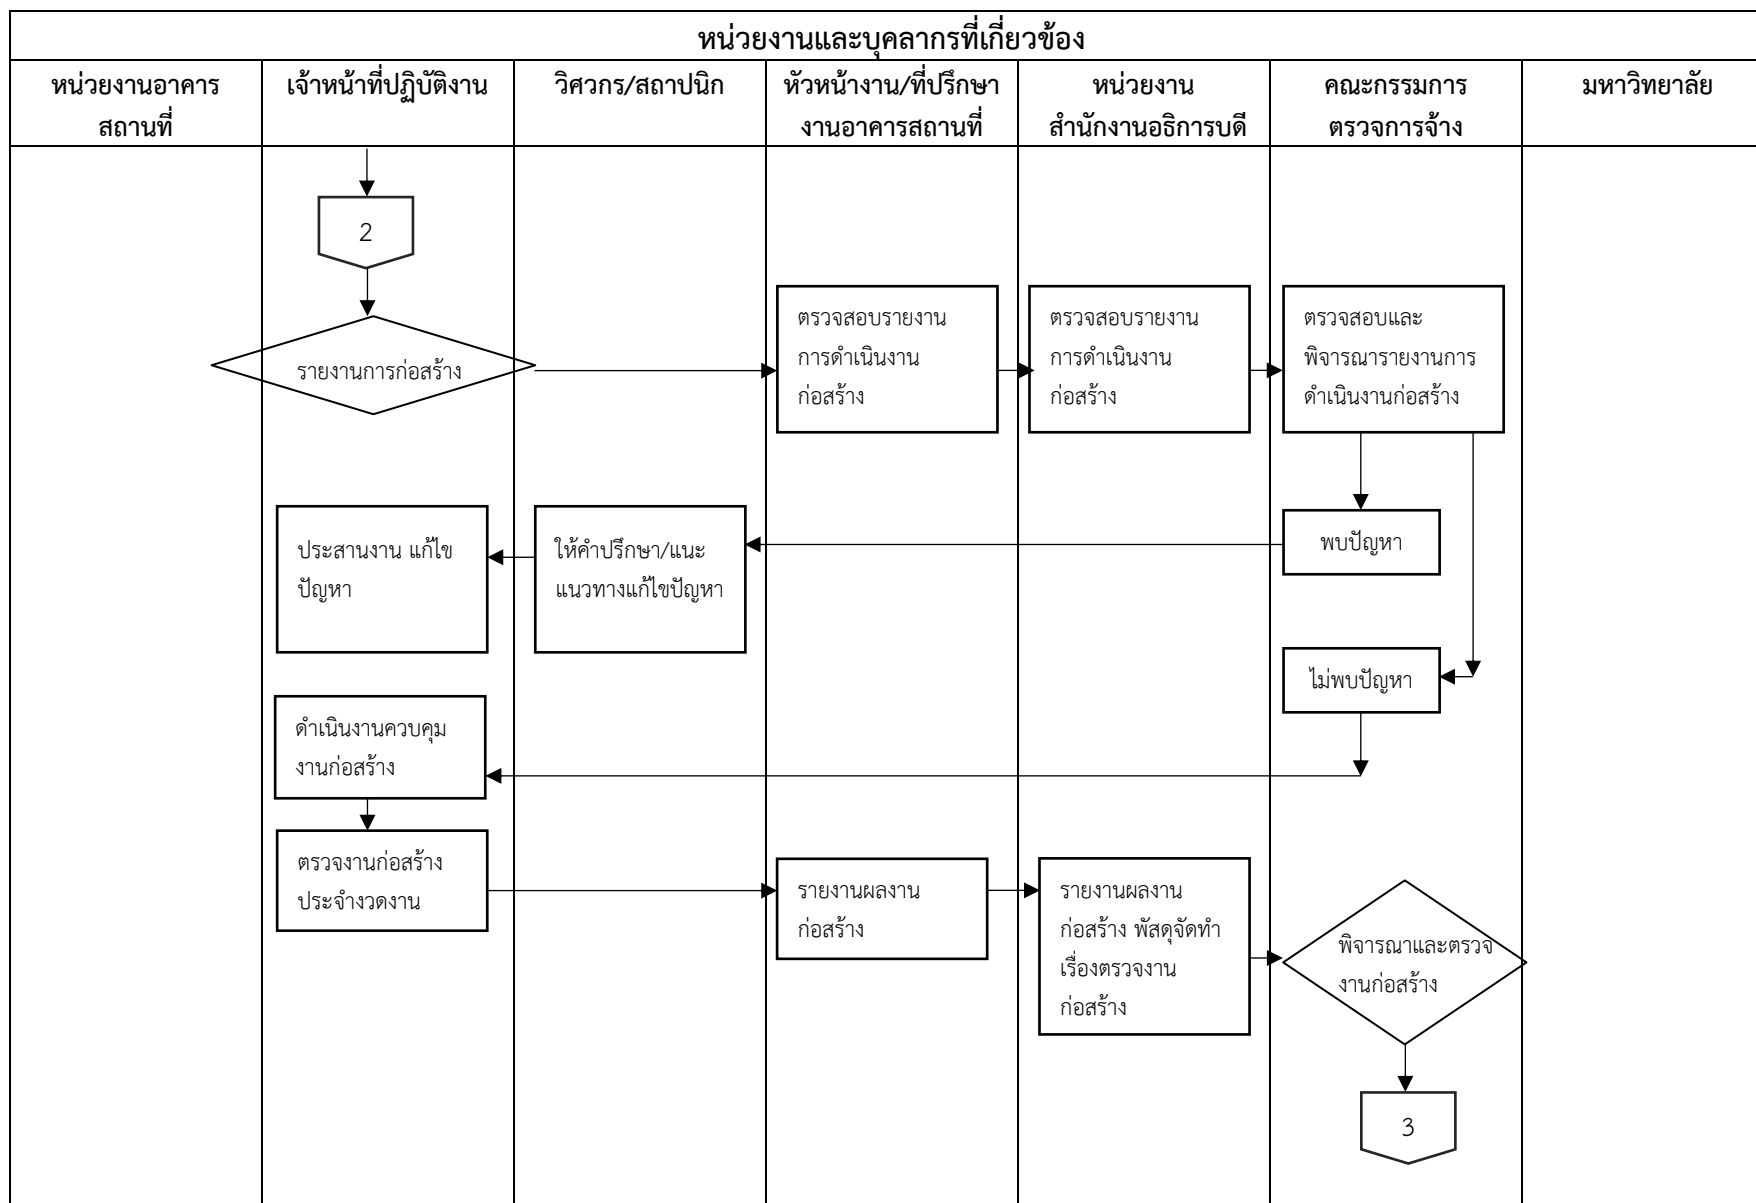 หน่วยงานและบุคลากรที่เกี่ยวข้อง
หน่วยงานอาคาร
สถานที่
เจ้าหน้าที่ปฏิบัติงาน
วิศวกร/สถาปนิก
หัวหน้างาน/ที่ปรึกษา
งานอาคารสถานที่
หน่วยงาน
สำนักงานอธิการบดี
คณะกรรมการ
ตรวจการจ้าง
มหาวิทยาลัย
2
รายงานการก่อสร้าง
ตรวจสอบรายงาน
การดำเนินงาน
ก่อสร้าง
ตรวจสอบรายงาน
การดำเนินงาน
ก่อสร้าง
ตรวจสอบและ
พิจารณารายงานการ
ดำเนินงานก่อสร้าง
ประสานงาน แก้ไข
ปัญหา
ให้คำปรึกษา/แนะ
แนวทางแก้ไขปัญหา
พบปัญหา
ไม่พบปัญหา
ดำเนินงานควบคุม
งานก่อสร้าง
ตรวจงานก่อสร้าง
ประจำงวดงาน
รายงานผลงาน
ก่อสร้าง
รายงานผลงาน
ก่อสร้าง พัสดุจัดทำ
เรื่องตรวจงาน
ก่อสร้าง
พิจารณาและตรวจ
งานก่อสร้าง
3